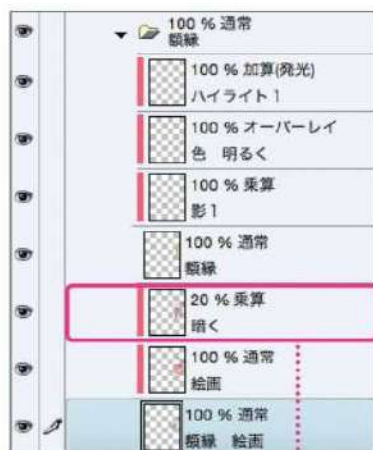 100 % 通常
額縁
100 % 加算(発光)
ハイライト1
100 % オーバーレイ
色 明るく
100 % 乗算
影1
100 % 通常
額縁
20 % 乗算
暗く
100 % 通常
絵画
100 % 通常
額縁 絵画